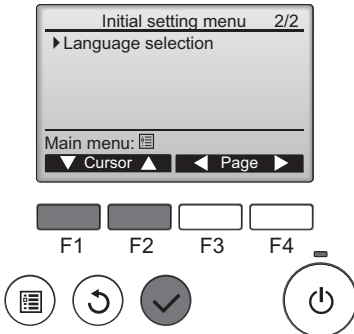 Initial setting menu 2/2
Language selection
Main menu:
Cursor Page
F1 F2 F3 F4